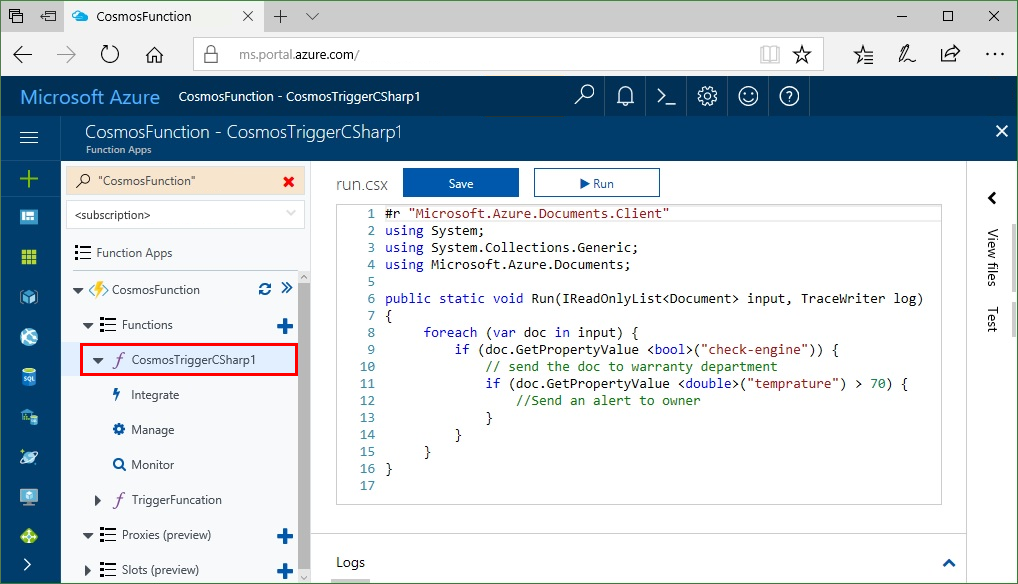 CosmosFunction
ms.portal.azure.com/
Microsoft Azure CosmosFunction - CosmosTriggerCSharp1
CosmosFunction - CosmosTriggerCSharp1
Function Apps
"CosmosFunction"
<subscription>
Function Apps
CosmosFunction
Functions
CosmosTriggerCSharp1
Integrate
Manage
Monitor
TriggerFuncation
Proxies (preview)
Slots (preview)
SQL
run.csx Save Run
1 #r "Microsoft.Azure.Documents.Client"
2 using System;
3 using System.Collections.Generic;
4 using Microsoft.Azure.Documents;
5
6 public static void Run(IReadOnlyList<Document> input, TraceWriter log)
7 {
8     foreach (var doc in input) {
9         if (doc.GetPropertyValue <bool>("check-engine")) {
10             // send the doc to warranty department
11             if (doc.GetPropertyValue <double>("temprature") > 70) {
12                 //Send an alert to owner
13             }
14         }
15     }
16 }
17
Logs
View files
Test